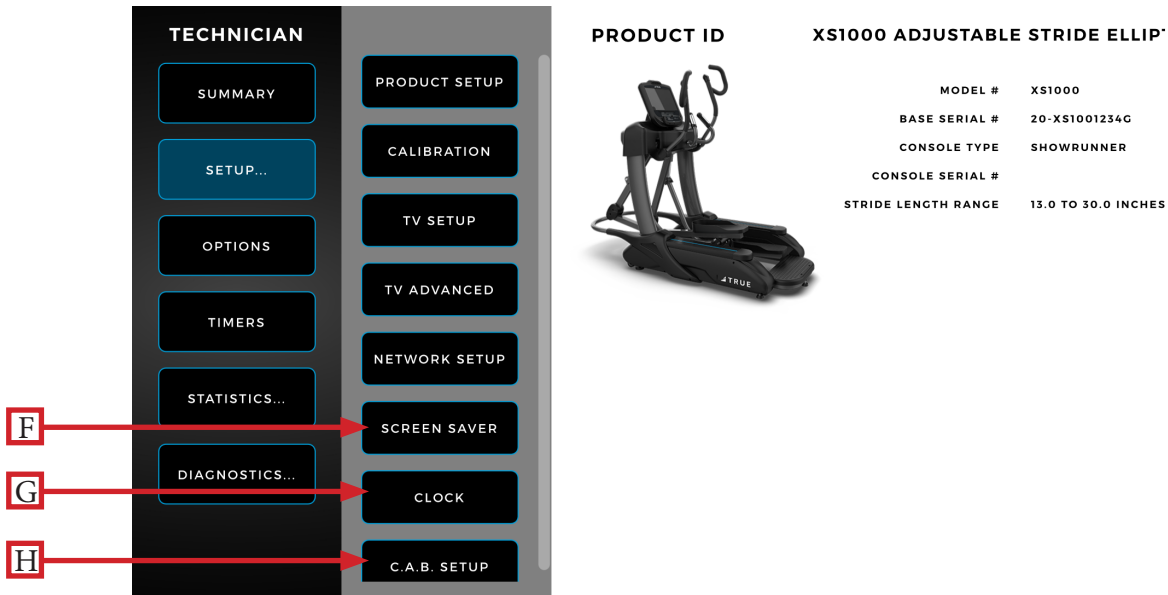 TECHNICIAN
SUMMARY
SETUP...
OPTIONS
TIMERS
STATISTICS...
DIAGNOSTICS...
PRODUCT SETUP
CALIBRATION
TV SETUP
TV ADVANCED
NETWORK SETUP
SCREEN SAVER
CLOCK
C.A.B. SETUP
F
G
H
PRODUCT ID
TRUE
XS1000 ADJUSTABLE STRIDE ELLIPT
MODEL # XS1000
BASE SERIAL # 20-XS1001234G
CONSOLE TYPE SHOWRUNNER
CONSOLE SERIAL #
STRIDE LENGTH RANGE 13.0 TO 30.0 INCHES